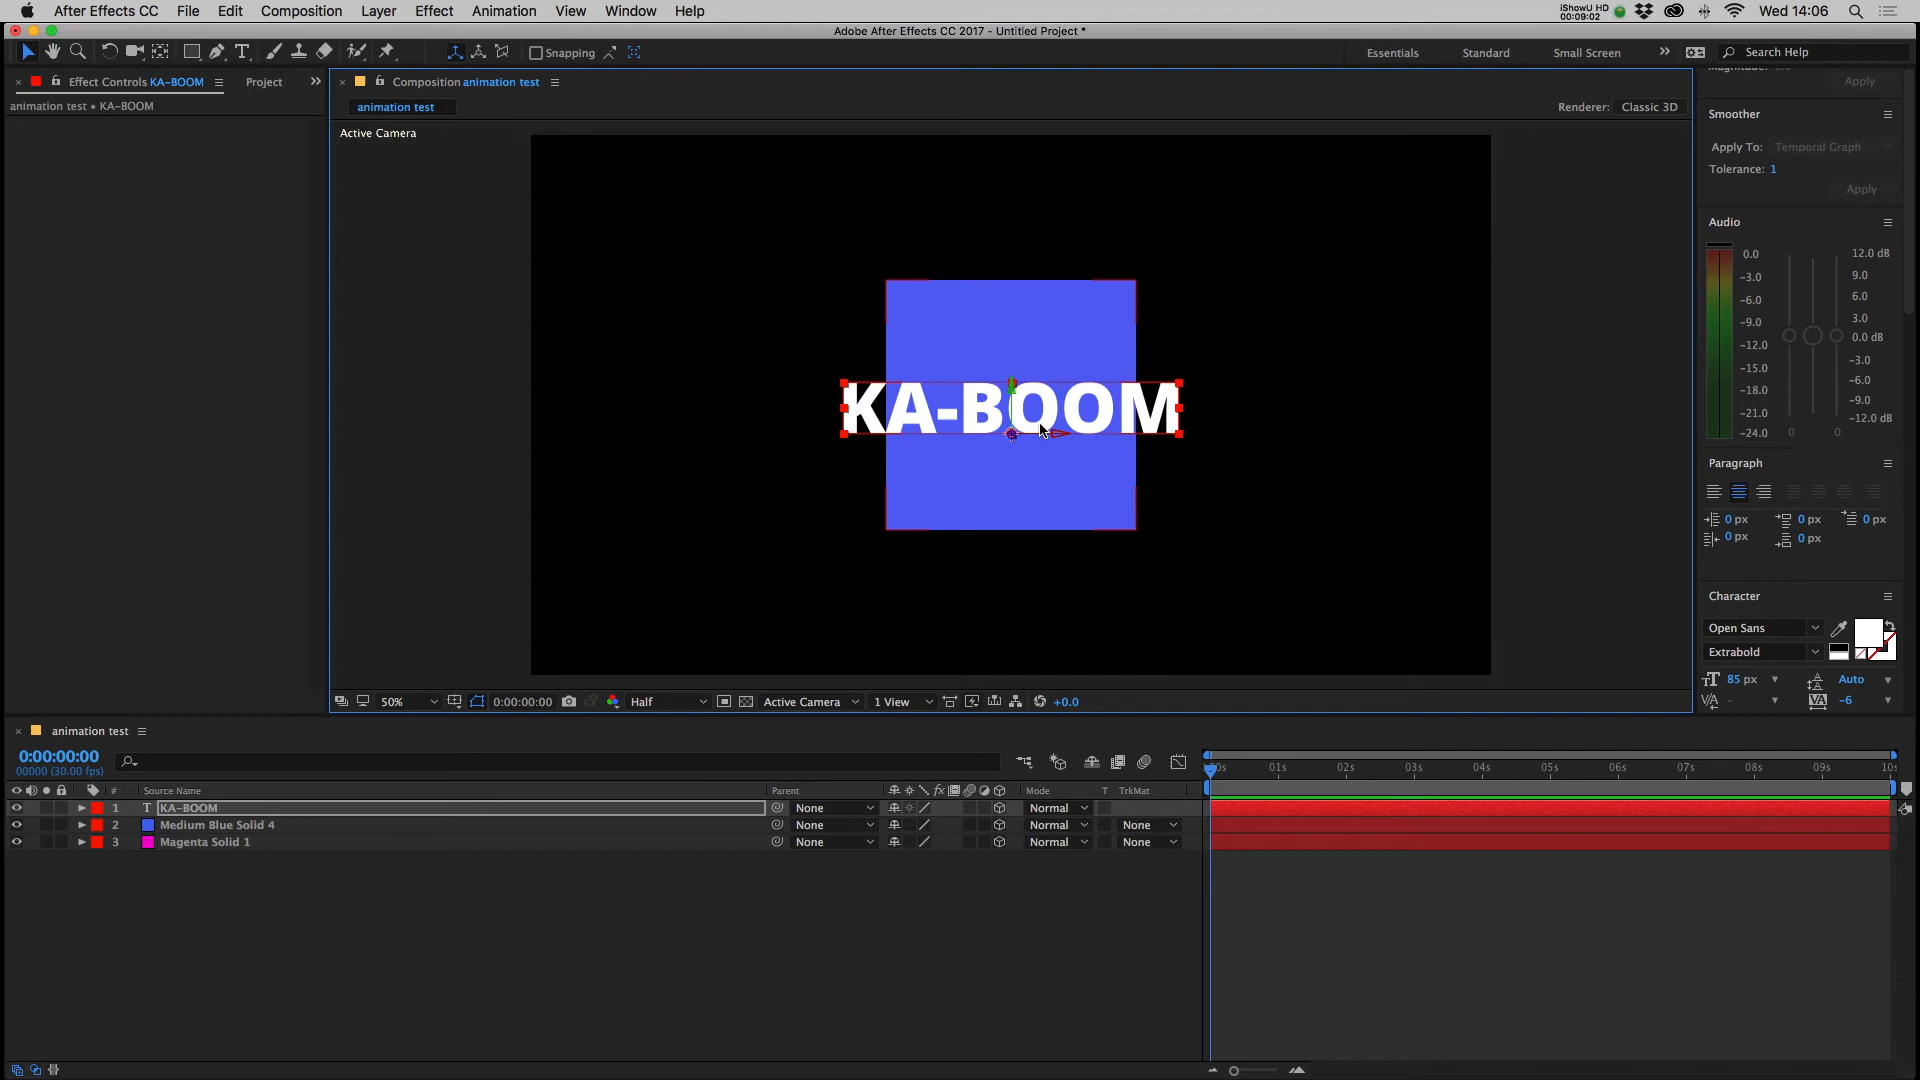 After Effects CC File Edit Composition Layer Effect Animation View Window Help
iShowU HD
00:09:02
Wed 14:06
Adobe After Effects CC 2017 - Untitled Project *
Snapping
Essentials Standard Small Screen
Search Help
Effect Controls KA-BOOM Project
animation test • KA-BOOM
Composition animation test
animation test
Renderer: Classic 3D
Active Camera
KA-BOOM
50% 0:00:00:00 Half Active Camera 1 View +0.0
Apply
Smoother
Apply To: Temporal Graph
Tolerance: 1
Apply
Audio
0.0 12.0 dB
-3.0 9.0
-6.0 6.0
-9.0 3.0
-12.0 0.0 dB
-15.0 -3.0
-18.0 -6.0
-21.0 -9.0
-24.0 -12.0 dB
0 0
Paragraph
0 px 0 px 0 px
0 px 0 px
Character
Open Sans
Extrabold
85 px Auto
-6
animation test
0:00:00:00
00000 (30.00 fps)
01s 02s 03s 04s 05s 06s 07s 08s 09s 10s
# Source Name Parent Mode T TrkMat
1 T KA-BOOM None Normal
2 Medium Blue Solid 4 None Normal None
3 Magenta Solid 1 None Normal None